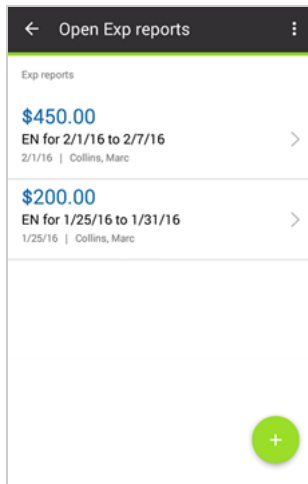 Open Exp reports
Exp reports
$450.00
EN for 2/1/16 to 2/7/16
2/1/16 | Collins, Marc
$200.00
EN for 1/25/16 to 1/31/16
1/25/16 | Collins, Marc